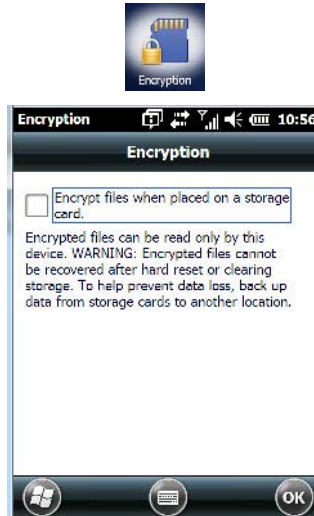 Encryption
Encryption 10:56
Encryption
Encrypt files when placed on a storage
card.
Encrypted files can be read only by this
device. WARNING: Encrypted files cannot
be recovered after hard reset or clearing
storage. To help prevent data loss, back up
data from storage cards to another location.
OK